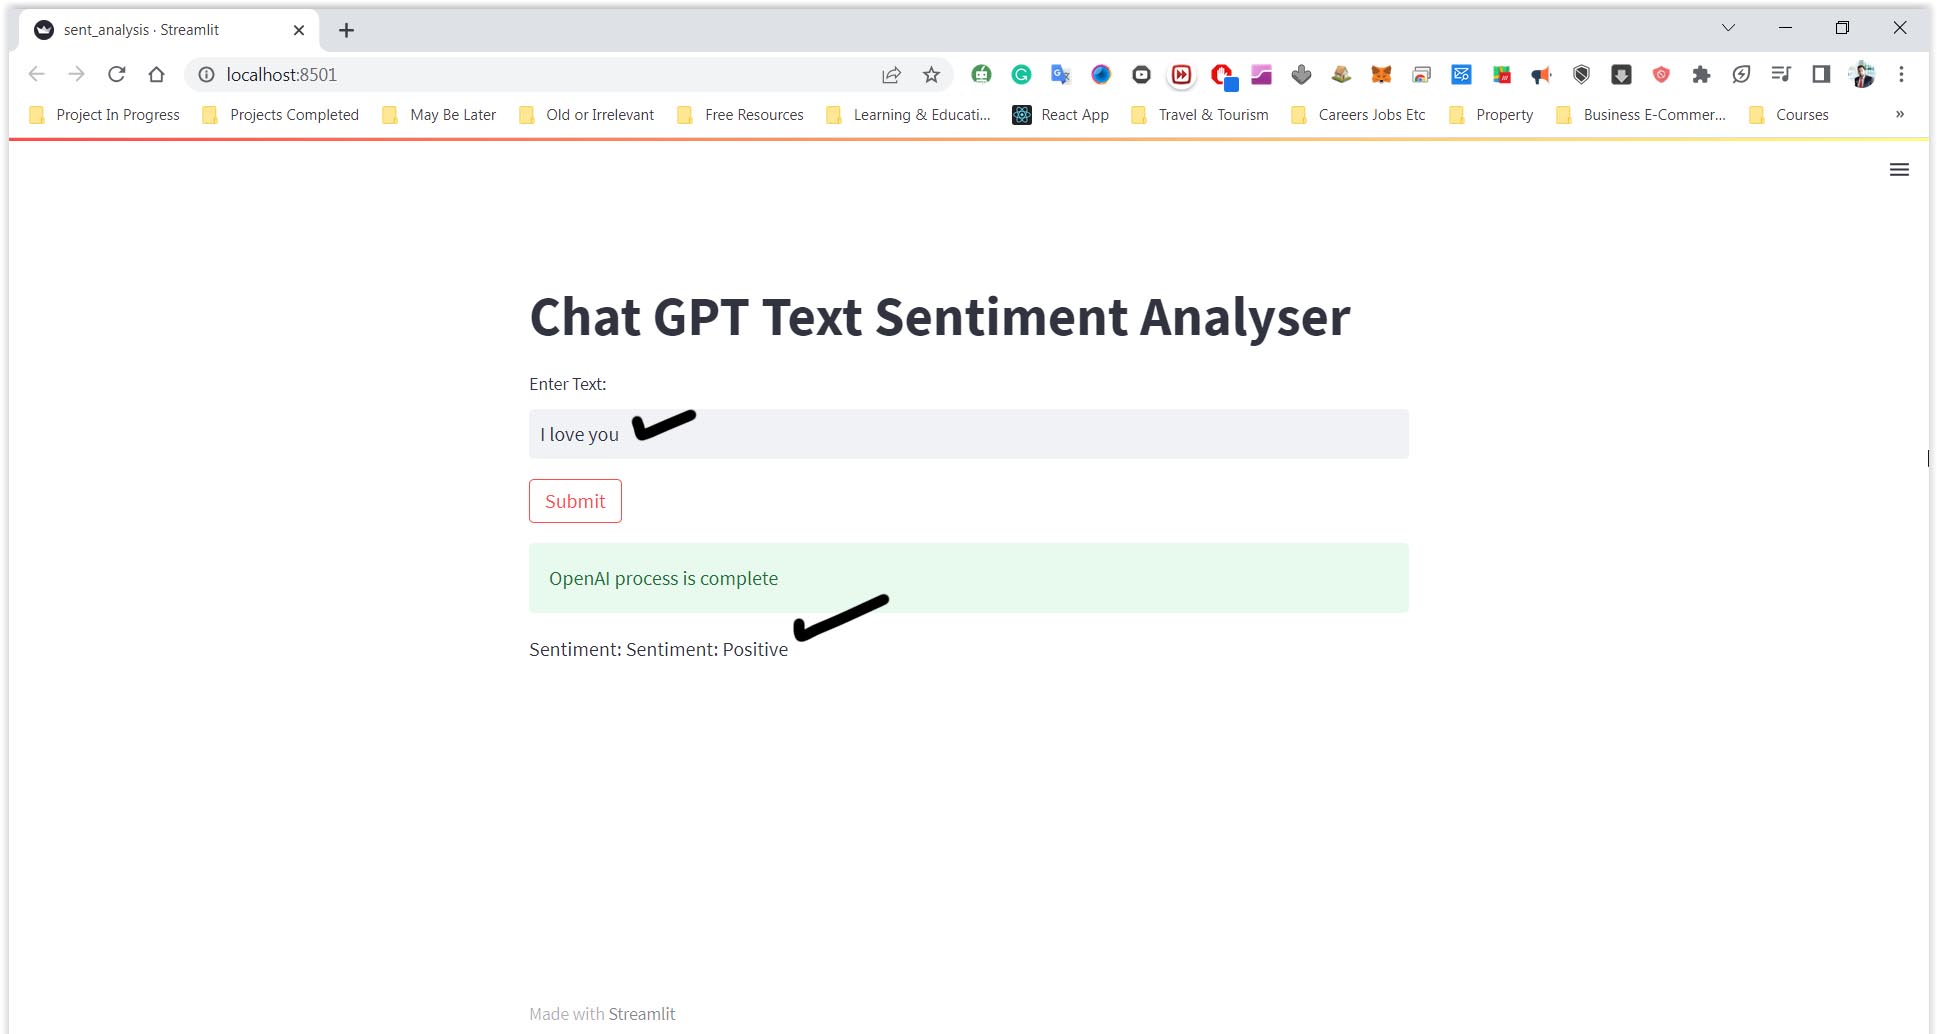 sent_analysis · Streamlit
localhost:8501
Project In Progress Projects Completed May Be Later Old or Irrelevant Free Resources Learning & Educati... React App Travel & Tourism Careers Jobs Etc Property Business E-Commer... Courses »
Chat GPT Text Sentiment Analyser
Enter Text:
I love you
Submit
OpenAI process is complete
Sentiment: Sentiment: Positive
Made with Streamlit